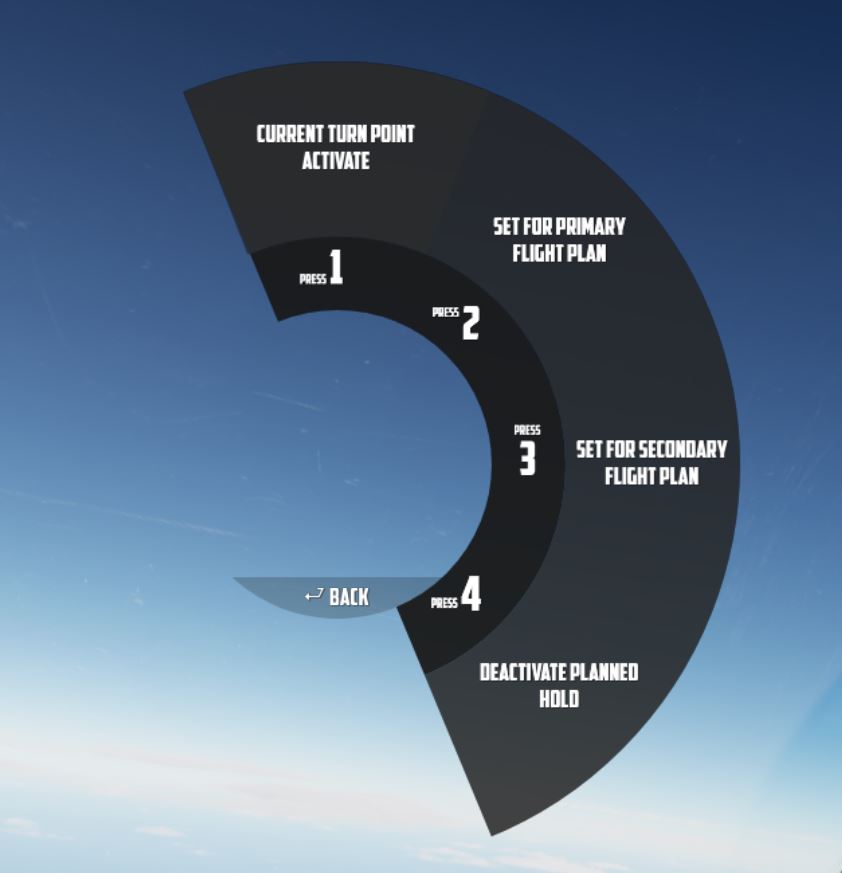 CURRENT TURN POINT
ACTIVATE
PRESS 1
SET FOR PRIMARY
FLIGHT PLAN
PRESS 2
PRESS
3
SET FOR SECONDARY
FLIGHT PLAN
PRESS 4
BACK
DEACTIVATE PLANNED
HOLD